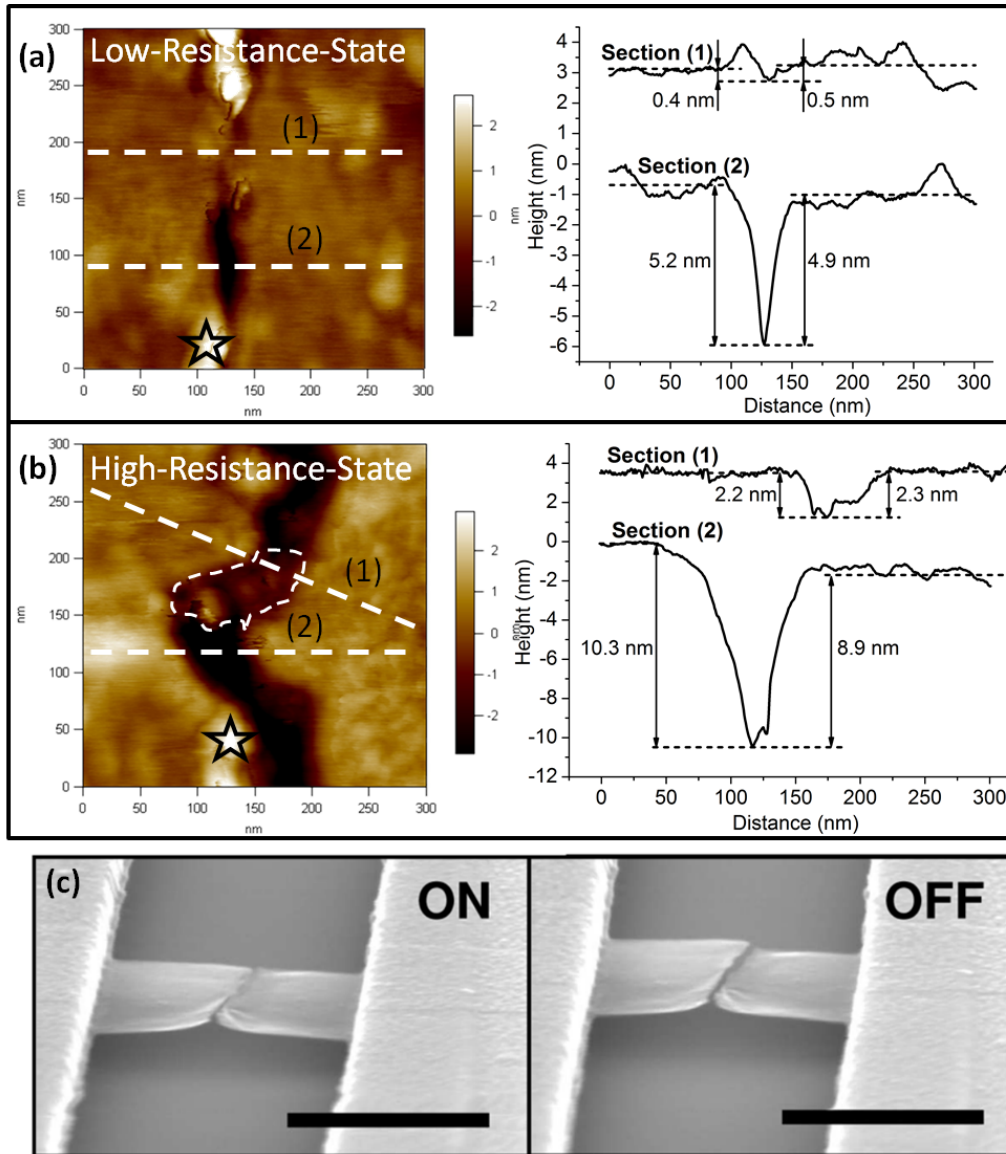 (a)
Low-Resistance-State
300
250
200
150
100
50
0
nm
(1)
(2)
0
50
100
150
200
250
300
nm
2
1
0
-1
-2
nm
Section (1)
0.4 nm
0.5 nm
Section (2)
5.2 nm
4.9 nm
4
3
2
0
-1
-2
-3
-4
-5
-6
Height (nm)
0
50
100
150
200
250
300
Distance (nm)
(b)
High-Resistance-State
300
250
200
150
100
50
0
nm
(1)
(2)
0
50
100
150
200
250
300
nm
2
1
0
-1
-2
nm
Section (1)
2.2 nm
2.3 nm
Section (2)
10.3 nm
8.9 nm
4
2
0
-2
-4
-6
-8
-10
-12
Height (nm)
0
50
100
150
200
250
300
Distance (nm)
(c)
ON
OFF